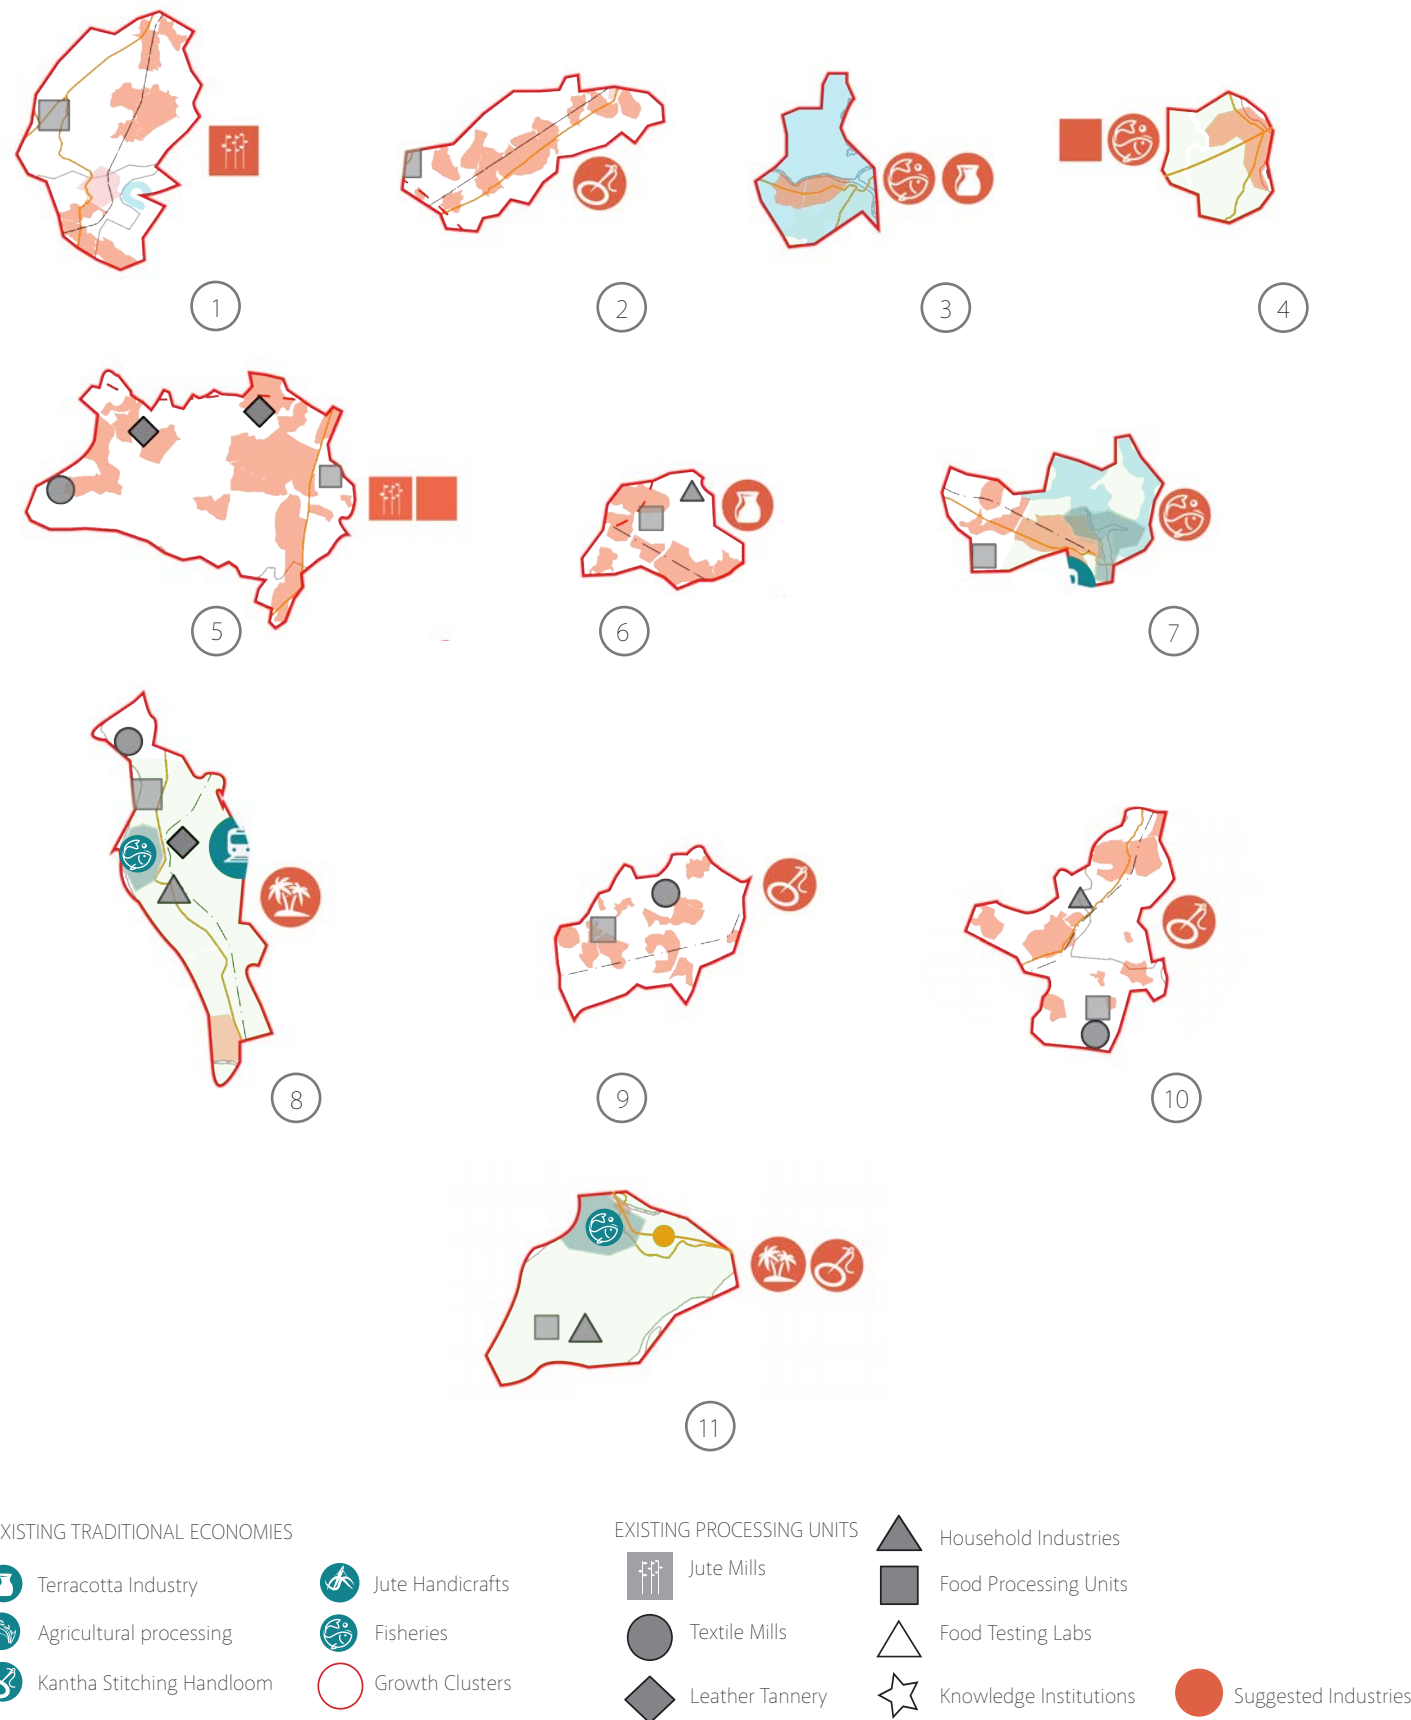 1
2
3
4
5
6
7
8
9
10
11
XISTING TRADITIONAL ECONOMIES
Terracotta Industry
Agricultural processing
Kantha Stitching Handloom
Jute Handicrafts
Fisheries
Growth Clusters
EXISTING PROCESSING UNITS
Jute Mills
Textile Mills
Leather Tannery
Household Industries
Food Processing Units
Food Testing Labs
Knowledge Institutions
Suggested Industries